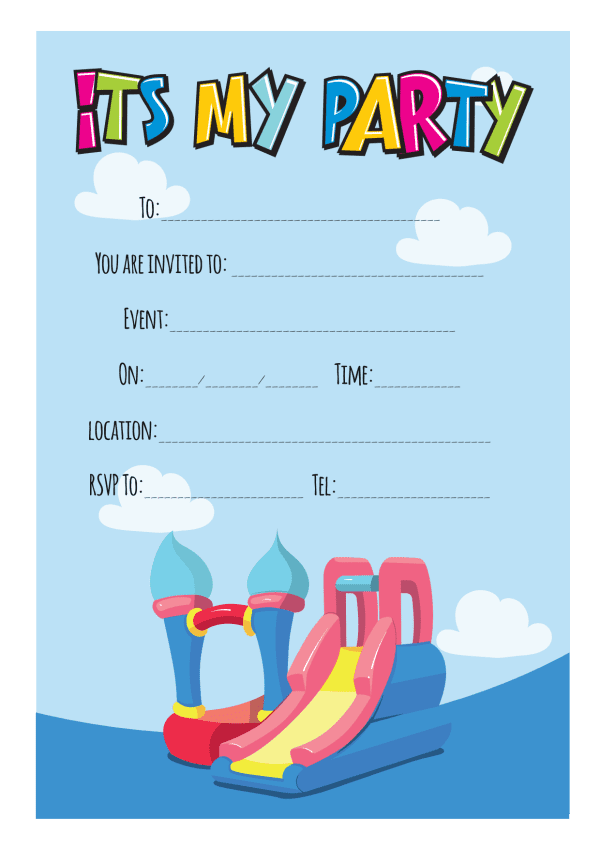 iTS MY PARTY
To:
You are invited to:
Event:
On: / / Time:
location:
RSVP To: Tel: